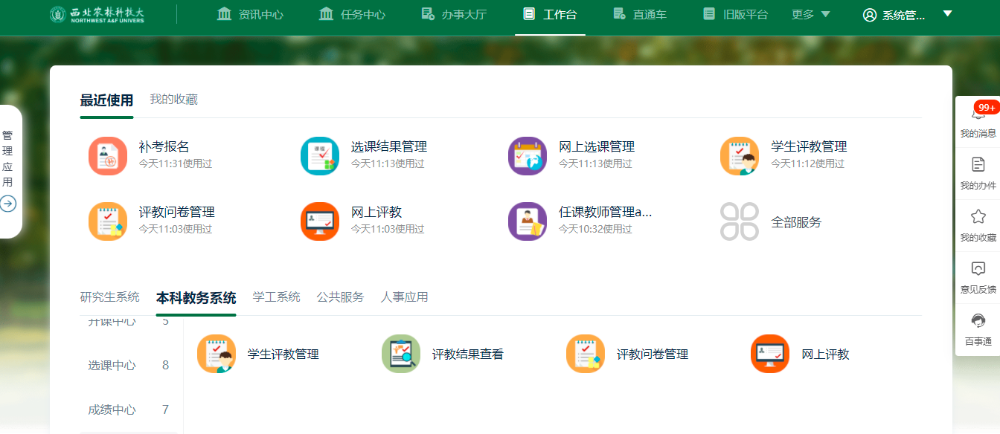 西北农林科技大
NORTHWEST A&F UNIVERS
资讯中心
任务中心
办事大厅
工作台
直通车
旧版平台
更多
系统管...
最近使用
我的收藏
管理应用
补考报名
今天11:31使用过
选课结果管理
今天11:13使用过
网上选课管理
今天11:13使用过
学生评教管理
今天11:12使用过
评教问卷管理
今天11:03使用过
网上评教
今天11:03使用过
任课教师管理a...
今天10:32使用过
全部服务
99+
我的消息
我的办件
我的收藏
意见反馈
百事通
研究生系统
本科教务系统
学工系统
公共服务
人事应用
开课中心 5
选课中心 8
成绩中心 7
学生评教管理
评教结果查看
评教问卷管理
网上评教